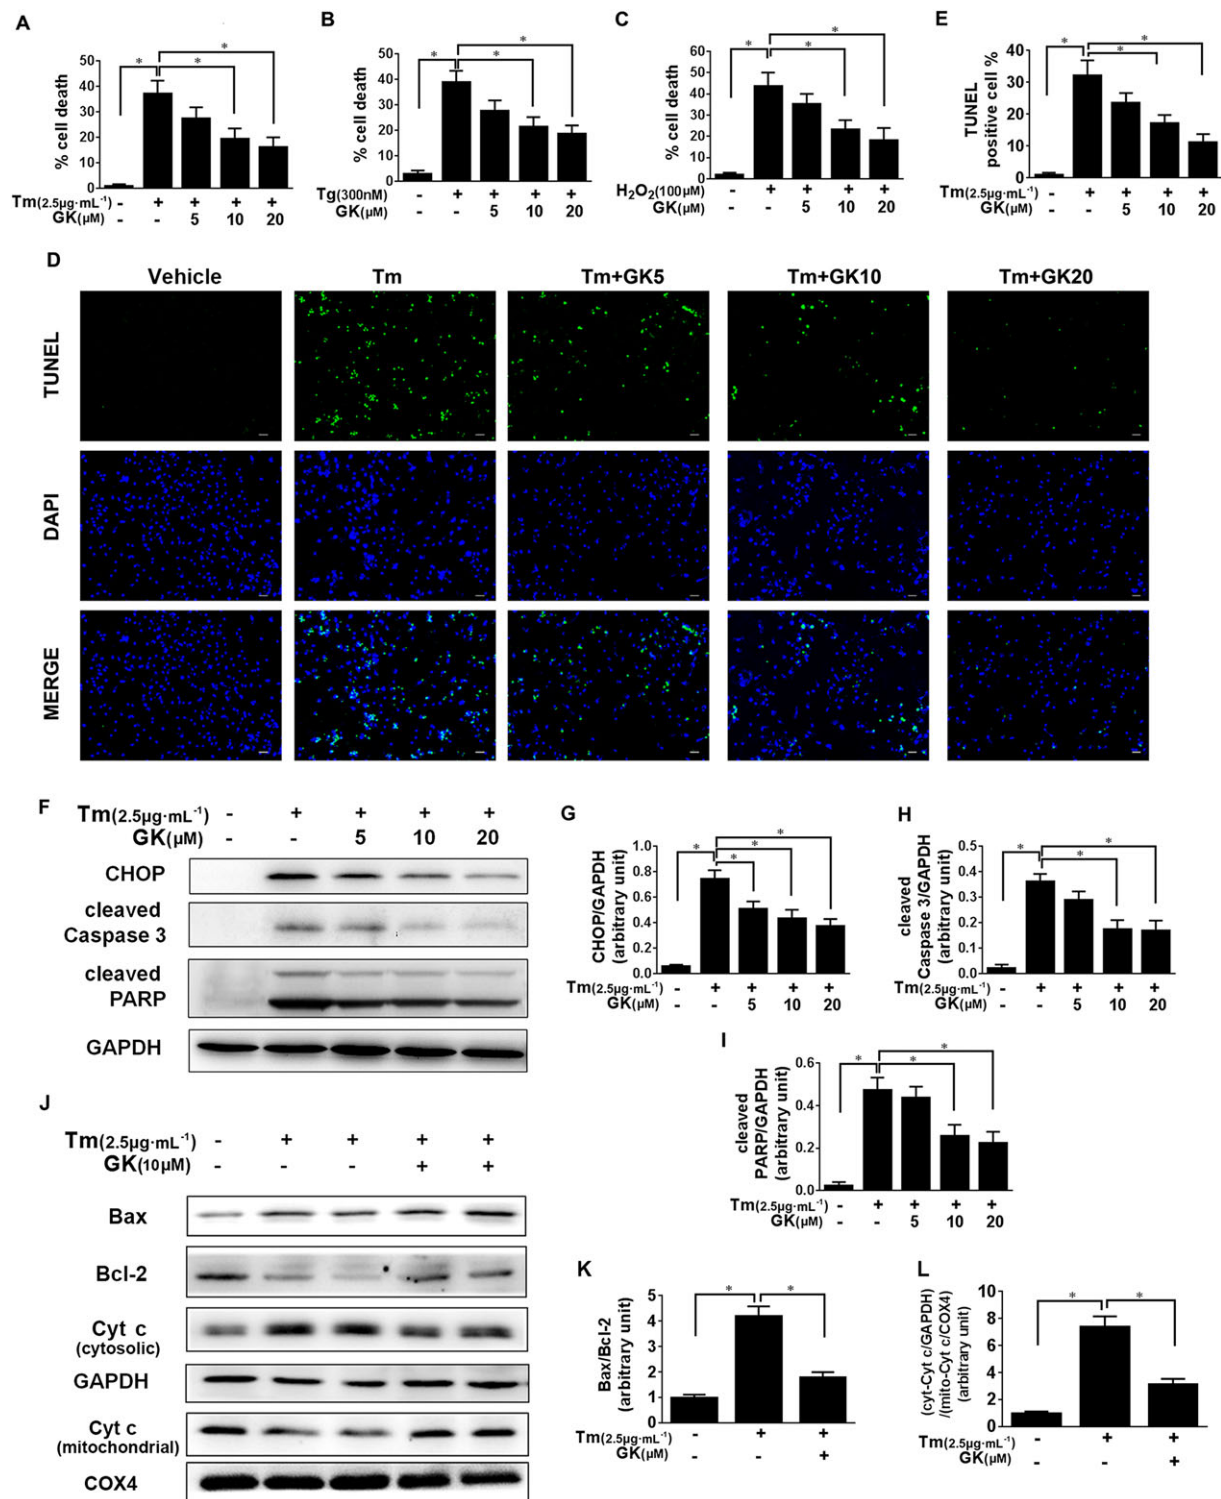 A
% cell death
50
40
30
20
10
0
* * *
Tm(2.5µg·mL⁻¹) - + + + +
GK(µM) - - 5 10 20
B
% cell death
50
40
30
20
10
0
* * *
Tg(300nM) - + + + +
GK(µM) - - 5 10 20
C
% cell death
60
50
40
30
20
10
0
* * *
H₂O₂(100µM) - + + + +
GK(µM) - - 5 10 20
E
TUNEL
positive cell %
40
30
20
10
0
* * *
Tm(2.5µg·mL⁻¹) - + + + +
GK(µM) - - 5 10 20
D
Vehicle Tm Tm+GK5 Tm+GK10 Tm+GK20
TUNEL
DAPI
MERGE
F
Tm(2.5µg·mL⁻¹) - + + + +
GK(µM) - - 5 10 20
CHOP
cleaved
Caspase 3
cleaved
PARP
GAPDH
G
CHOP/GAPDH
(arbitrary unit)
1.0
0.8
0.6
0.4
0.2
0.0
* * * *
Tm(2.5µg·mL⁻¹) - + + + +
GK(µM) - - 5 10 20
H
cleaved
Caspase 3/GAPDH
(arbitrary unit)
0.5
0.4
0.3
0.2
0.1
0.0
* * *
Tm(2.5µg·mL⁻¹) - + + + +
GK(µM) - - 5 10 20
I
cleaved
PARP/GAPDH
(arbitrary unit)
0.6
0.4
0.2
0.0
* * *
Tm(2.5µg·mL⁻¹) - + + + +
GK(µM) - - 5 10 20
J
Tm(2.5µg·mL⁻¹) - + + + +
GK(10µM) - - - + +
Bax
Bcl-2
Cyt c
(cytosolic)
GAPDH
Cyt c
(mitochondrial)
COX4
K
Bax/Bcl-2
(arbitrary unit)
5
4
3
2
1
0
* *
Tm(2.5µg·mL⁻¹) - + +
GK(µM) - - +
L
(cyt-Cyt c/GAPDH)
/(mito-Cyt c/COX4)
(arbitrary unit)
10
8
6
4
2
0
* *
Tm(2.5µg·mL⁻¹) - + +
GK(µM) - - +